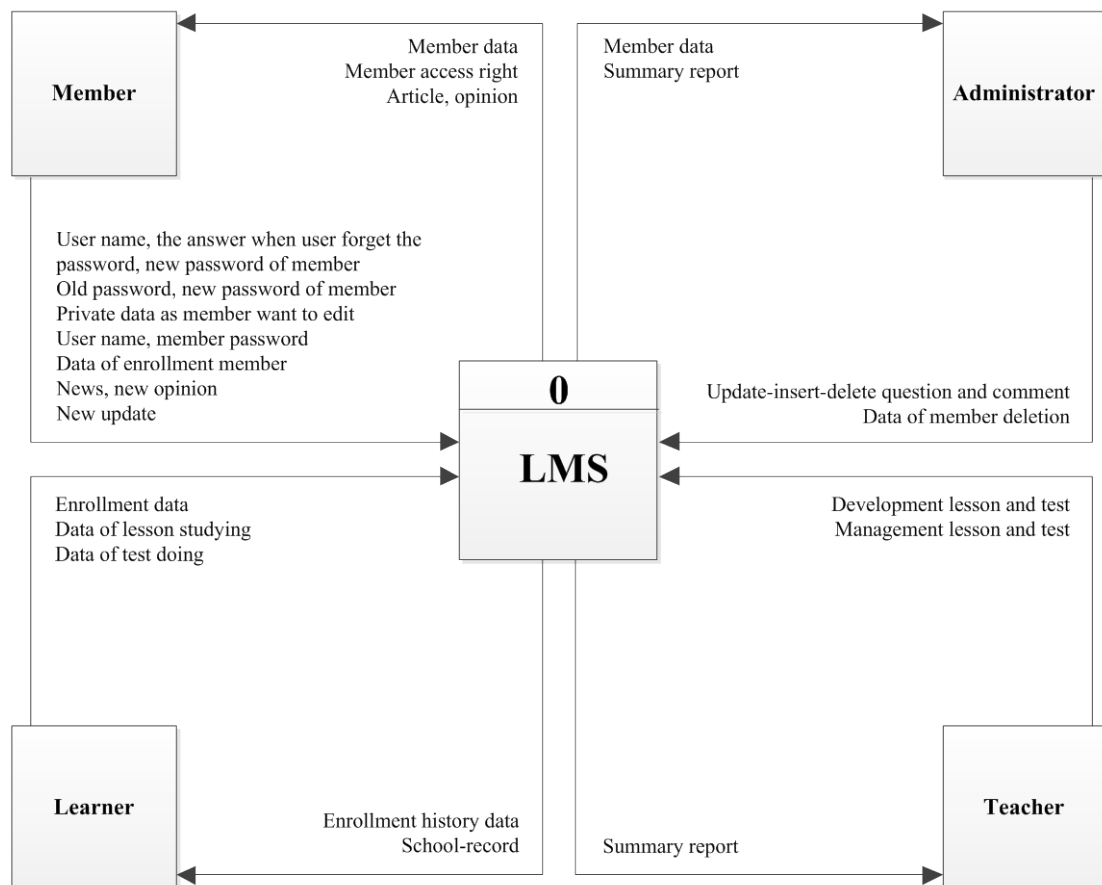 Member
Member data
Member access right
Article, opinion
Member data
Summary report
Administrator
User name, the answer when user forget the
password, new password of member
Old password, new password of member
Private data as member want to edit
User name, member password
Data of enrollment member
News, new opinion
New update
0
LMS
Update-insert-delete question and comment
Data of member deletion
Enrollment data
Data of lesson studying
Data of test doing
Development lesson and test
Management lesson and test
Learner
Enrollment history data
School-record
Summary report
Teacher